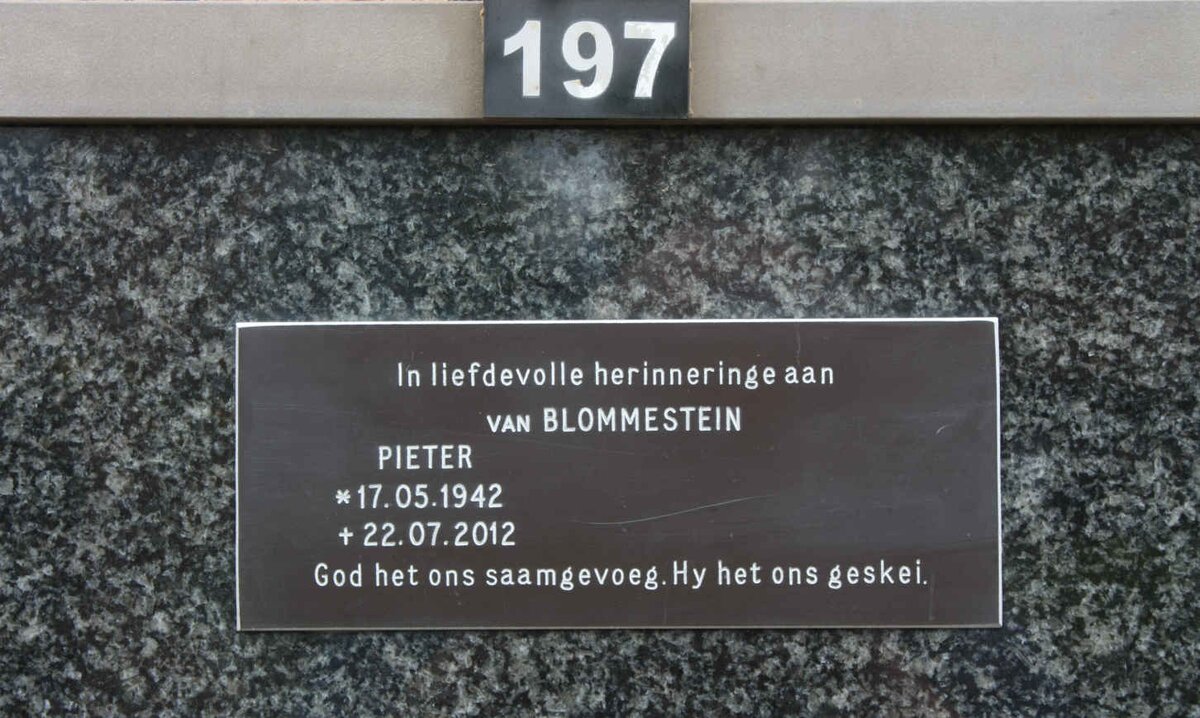 197
In liefdevolle herinneringe aan
VAN BLOMMESTEIN
PIETER
*17.05.1942
+ 22.07.2012
God het ons saamgevoeg. Hy het ons geskei.